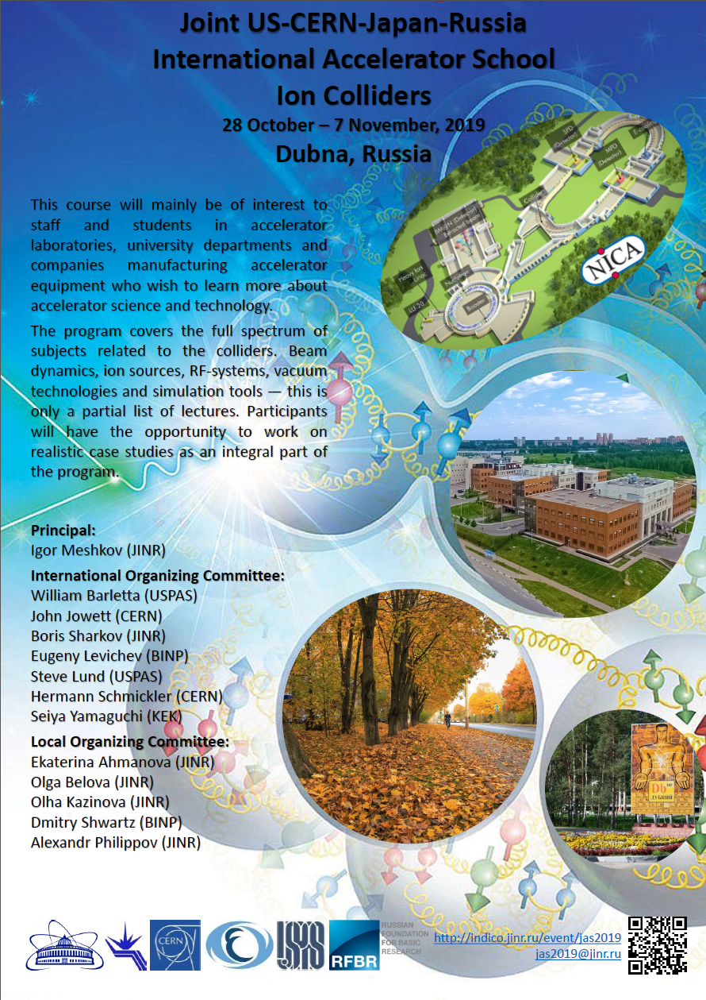 Joint US-CERN-Japan-Russia
International Accelerator School
Ion Colliders
28 October – 7 November, 2019
Dubna, Russia
This course will mainly be of interest to
staff and students in accelerator
laboratories, university departments and
companies manufacturing accelerator
equipment who wish to learn more about
accelerator science and technology.
The program covers the full spectrum of
subjects related to the colliders. Beam
dynamics, ion sources, RF-systems, vacuum
technologies and simulation tools — this is
only a partial list of lectures. Participants
will have the opportunity to work on
realistic case studies as an integral part of
the program.
SPD
(Detector)
MPD
(Detector)
E-cooling
Collider
BM@N (Detector)
Extracted beam
Heavy Ion
Linac
Nuclotron
LU-20
Booster
NICA
Principal:
Igor Meshkov (JINR)
International Organizing Committee:
William Barletta (USPAS)
John Jowett (CERN)
Boris Sharkov (JINR)
Eugeny Levichev (BINP)
Steve Lund (USPAS)
Hermann Schmickler (CERN)
Seiya Yamaguchi (KEK)
Local Organizing Committee:
Ekaterina Ahmanova (JINR)
Olga Belova (JINR)
Olha Kazinova (JINR)
Dmitry Shwartz (BINP)
Alexandr Philippov (JINR)
Db 105
ДУБНИЙ
CERN
USPAS
RFBR
RUSSIAN
FOUNDATION
FOR BASIC
RESEARCH
http://indico.jinr.ru/event/jas2019
jas2019@jinr.ru